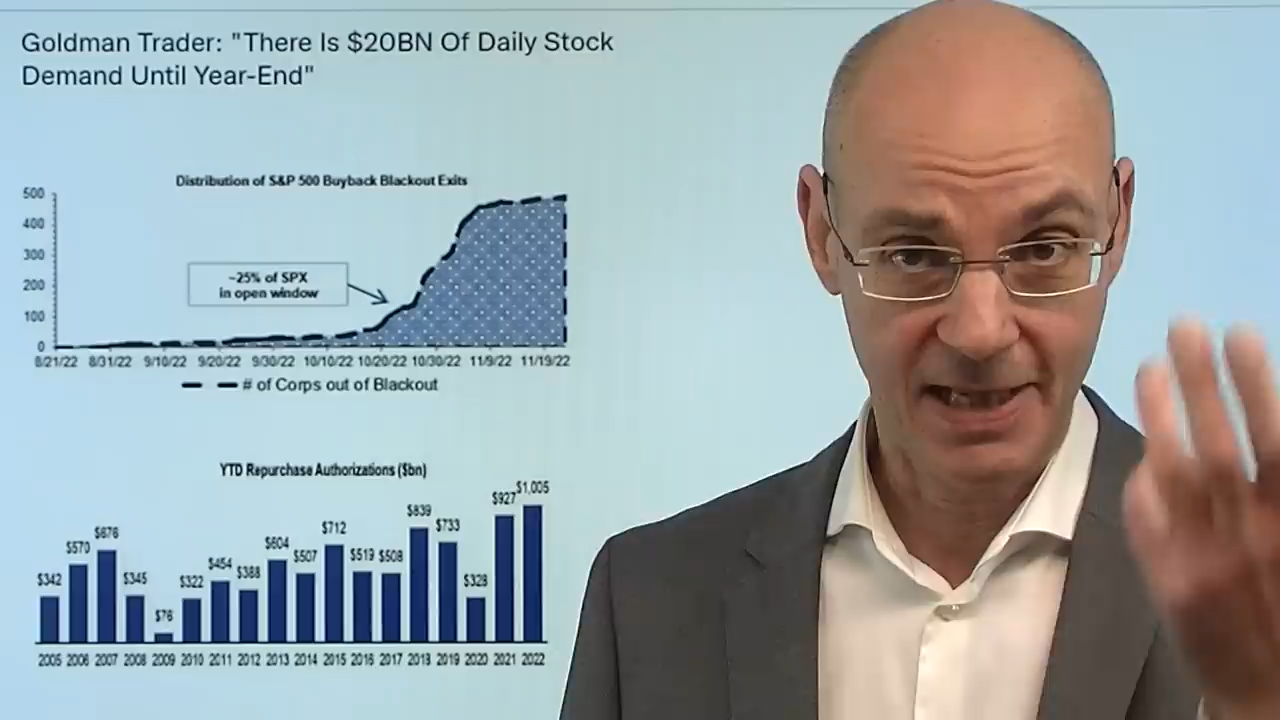 Goldman Trader: "There Is $20BN Of Daily Stock
Demand Until Year-End"
Distribution of S&P 500 Buyback Blackout Exits
500
400
300
200
100
0
~25% of SPX
in open window
8/21/22 8/31/22 9/10/22 9/20/22 9/30/22 10/10/22 10/20/22 10/30/22 11/9/22 11/19/22
# of Corps out of Blackout
YTD Repurchase Authorizations ($bn)
$342 $570 $676 $345 $76 $322 $454 $388 $604 $507 $712 $519 $508 $839 $733 $328 $927 $1,005
2005 2006 2007 2008 2009 2010 2011 2012 2013 2014 2015 2016 2017 2018 2019 2020 2021 2022